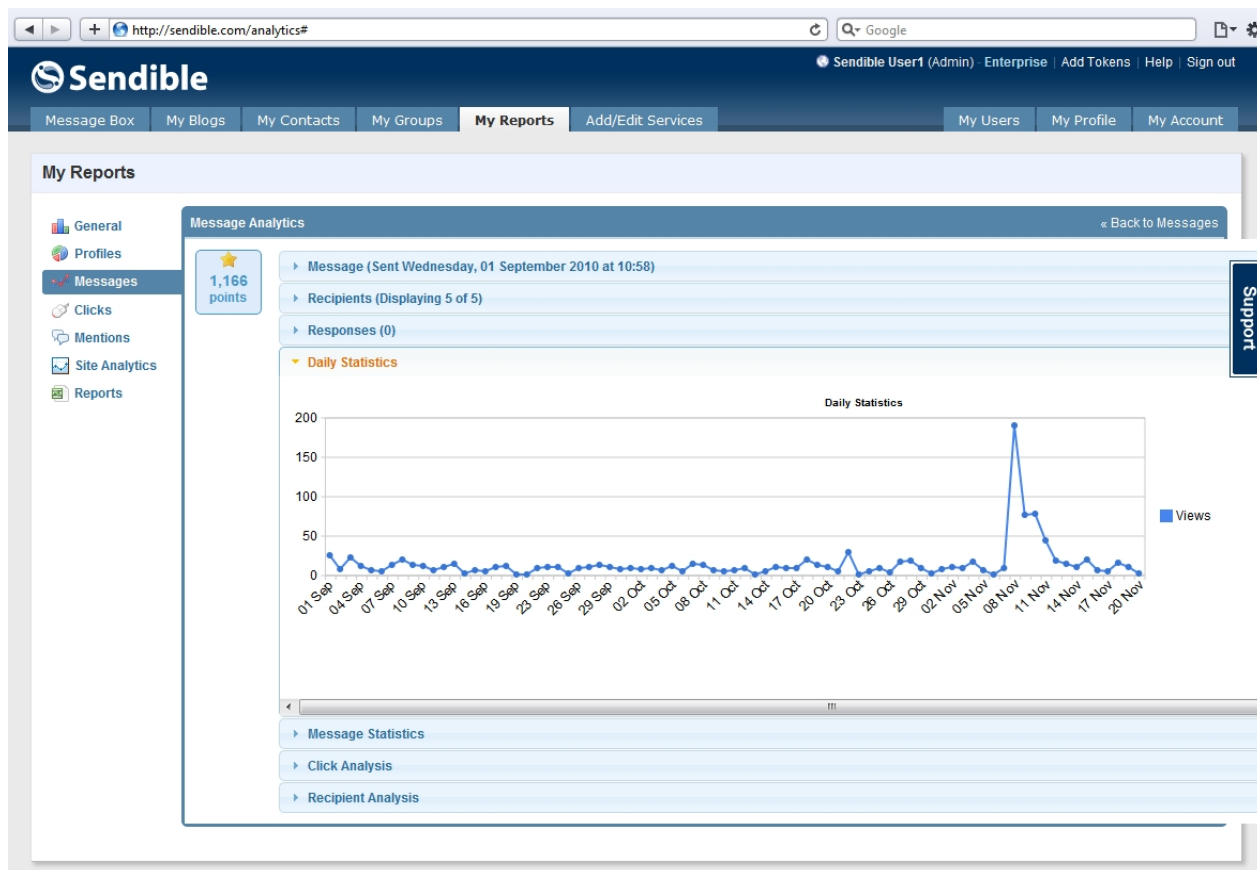 http://sendible.com/analytics#
Google
Sendible
Sendible User1 (Admin) - Enterprise | Add Tokens | Help | Sign out
Message Box My Blogs My Contacts My Groups My Reports Add/Edit Services My Users My Profile My Account
My Reports
General
Profiles
Messages
Clicks
Mentions
Site Analytics
Reports
Message Analytics
« Back to Messages
1,166
points
Message (Sent Wednesday, 01 September 2010 at 10:58)
Recipients (Displaying 5 of 5)
Responses (0)
Daily Statistics
Support
Daily Statistics
200
150
100
50
0
Views
01 Sep 04 Sep 07 Sep 10 Sep 13 Sep 16 Sep 19 Sep 23 Sep 26 Sep 29 Sep 02 Oct 05 Oct 08 Oct 11 Oct 14 Oct 17 Oct 20 Oct 23 Oct 26 Oct 29 Oct 02 Nov 05 Nov 08 Nov 11 Nov 14 Nov 17 Nov 20 Nov
Message Statistics
Click Analysis
Recipient Analysis